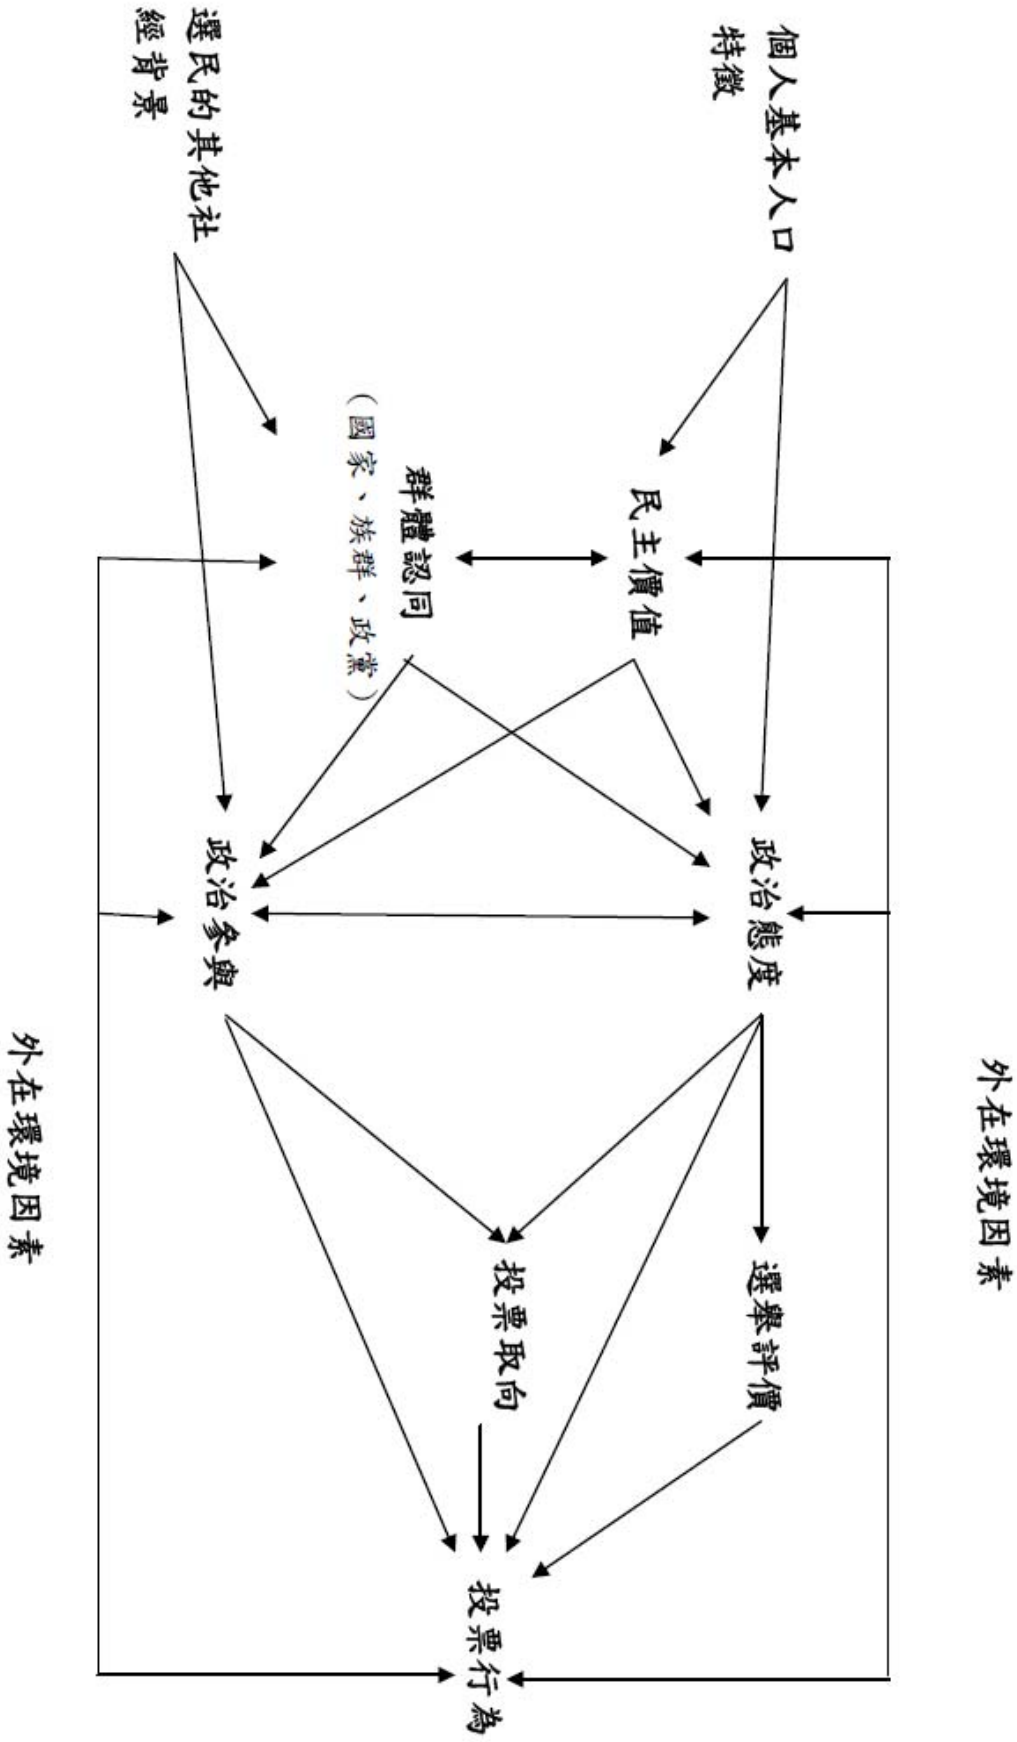 外在環境因素
個人基本人口
特徵
民主價值
政治態度
選舉評價
群體認同
（國家、族群、政黨）
投票取向
投票行為
選民的其他社
經背景
政治參與
外在環境因素